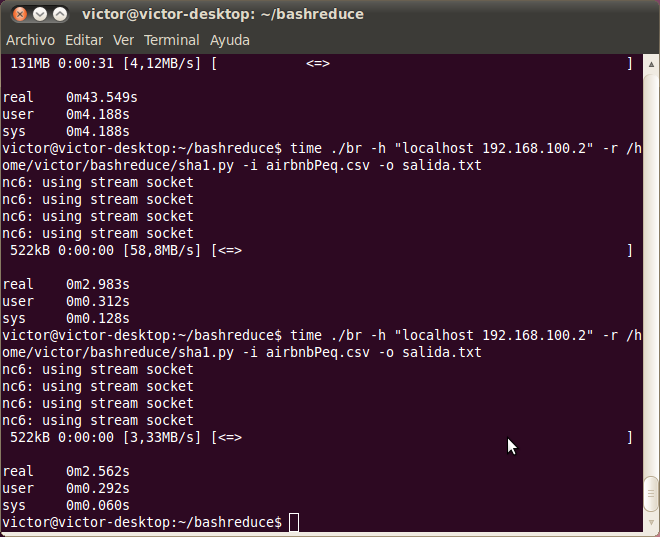 victor@victor-desktop: ~/bashreduce
Archivo Editar Ver Terminal Ayuda
131MB 0:00:31 [4,12MB/s] [ <=> ]
real 0m43.549s
user 0m4.188s
sys 0m4.188s
victor@victor-desktop:~/bashreduce$ time ./br -h "localhost 192.168.100.2" -r /h
ome/victor/bashreduce/sha1.py -i airbnbPeq.csv -o salida.txt
nc6: using stream socket
nc6: using stream socket
nc6: using stream socket
nc6: using stream socket
522kB 0:00:00 [58,8MB/s] [<=> ]
real 0m2.983s
user 0m0.312s
sys 0m0.128s
victor@victor-desktop:~/bashreduce$ time ./br -h "localhost 192.168.100.2" -r /h
ome/victor/bashreduce/sha1.py -i airbnbPeq.csv -o salida.txt
nc6: using stream socket
nc6: using stream socket
nc6: using stream socket
nc6: using stream socket
522kB 0:00:00 [3,33MB/s] [<=> ]
real 0m2.562s
user 0m0.292s
sys 0m0.060s
victor@victor-desktop:~/bashreduce$